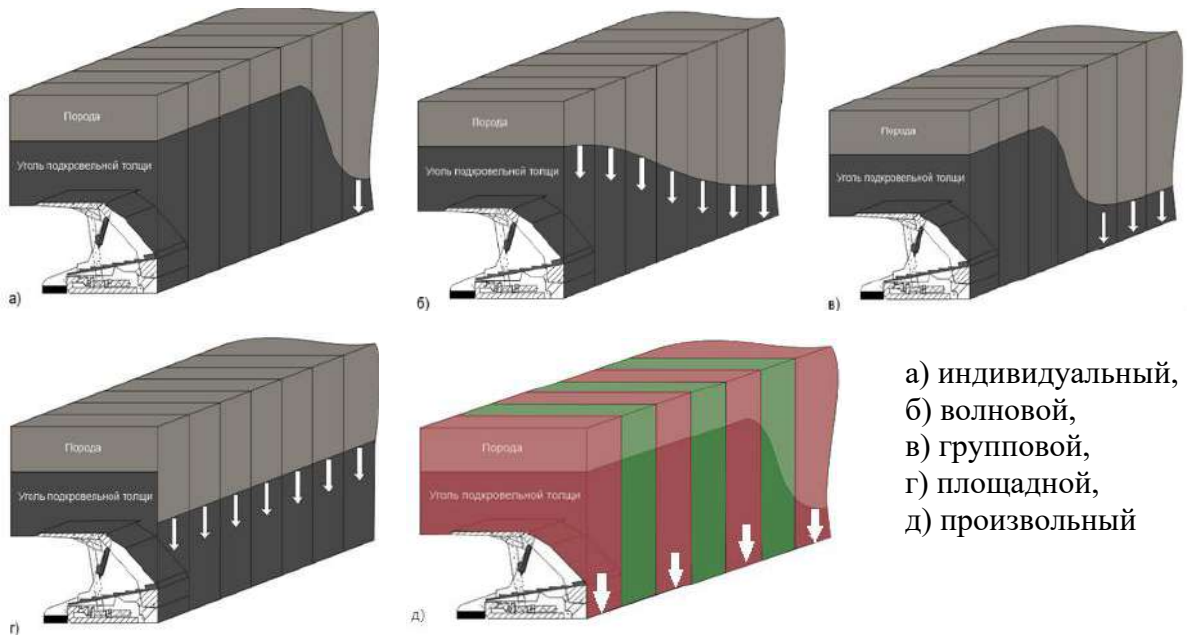 Порода
Уголь подкровельной толщи
а)
Порода
Уголь подкровельной толщи
б)
Порода
Уголь подкровельной толщи
в)
Порода
Уголь подкровельной толщи
г)
Порода
Уголь подкровельной толщи
д)
а) индивидуальный,
б) волновой,
в) групповой,
г) площадной,
д) произвольный